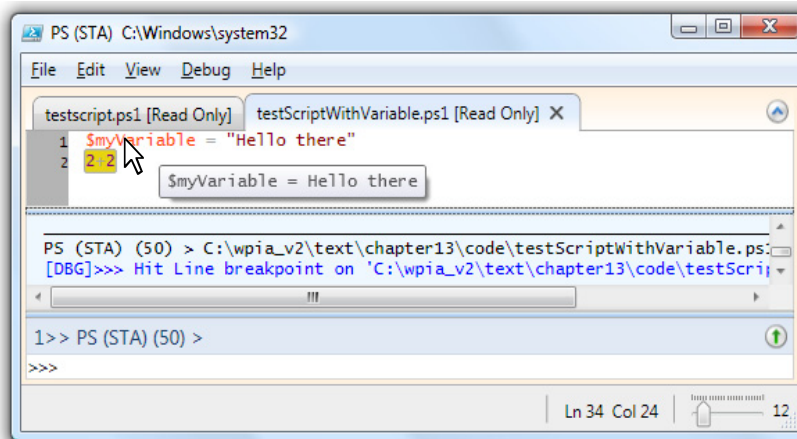 PS (STA) C:\Windows\system32
File Edit View Debug Help
testscript.ps1 [Read Only] testScriptWithVariable.ps1 [Read Only] X
1 $myVariable = "Hello there"
2 2+2
$myVariable = Hello there
PS (STA) (50) > C:\wpia_v2\text\chapter13\code\testScriptWithVariable.ps1
[DBG]>>> Hit Line breakpoint on 'C:\wpia_v2\text\chapter13\code\testScrip
1>> PS (STA) (50) >
>>>
Ln 34 Col 24 12